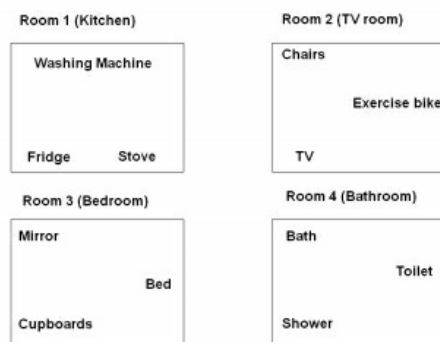 Room 1 (Kitchen)
Washing Machine
Fridge Stove
Room 2 (TV room)
Chairs
Exercise bike
TV
Room 3 (Bedroom)
Mirror
Bed
Cupboards
Room 4 (Bathroom)
Bath
Toilet
Shower